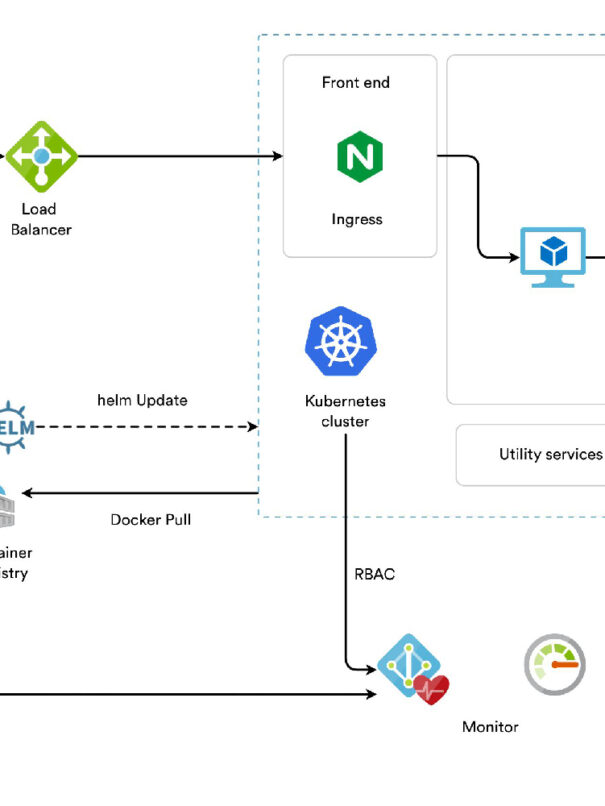 Front end
Load
Balancer
Ingress
Kubernetes
cluster
helm Update
ELM
Utility services
Docker Pull
ainer
istry
RBAC
Monitor